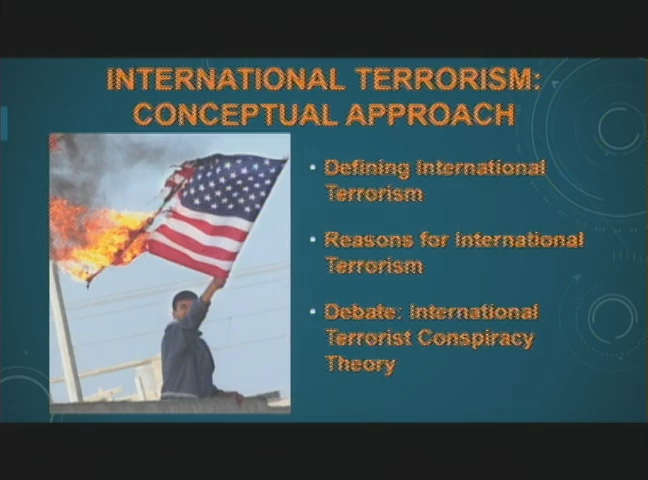 INTERNATIONAL TERRORISM:
CONCEPTUAL APPROACH
• Defining International
Terrorism
• Reasons for International
Terrorism
• Debate: International
Terrorist Conspiracy
Theory